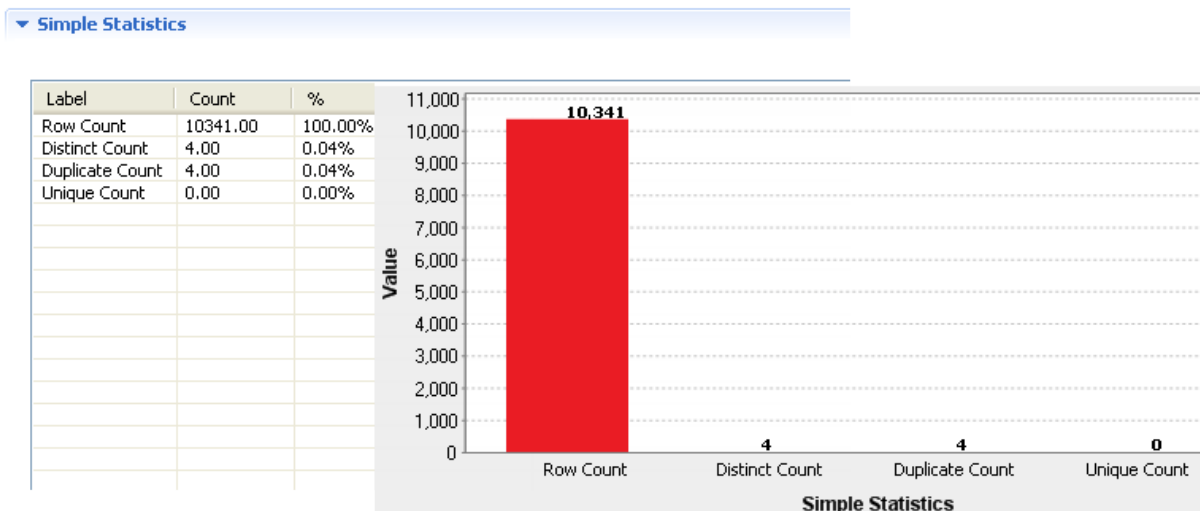 Simple Statistics
Label Count %
Row Count 10341.00 100.00%
Distinct Count 4.00 0.04%
Duplicate Count 4.00 0.04%
Unique Count 0.00 0.00%
Value
11,000
10,000
9,000
8,000
7,000
6,000
5,000
4,000
3,000
2,000
1,000
0
10,341
4
4
0
Row Count Distinct Count Duplicate Count Unique Count
Simple Statistics